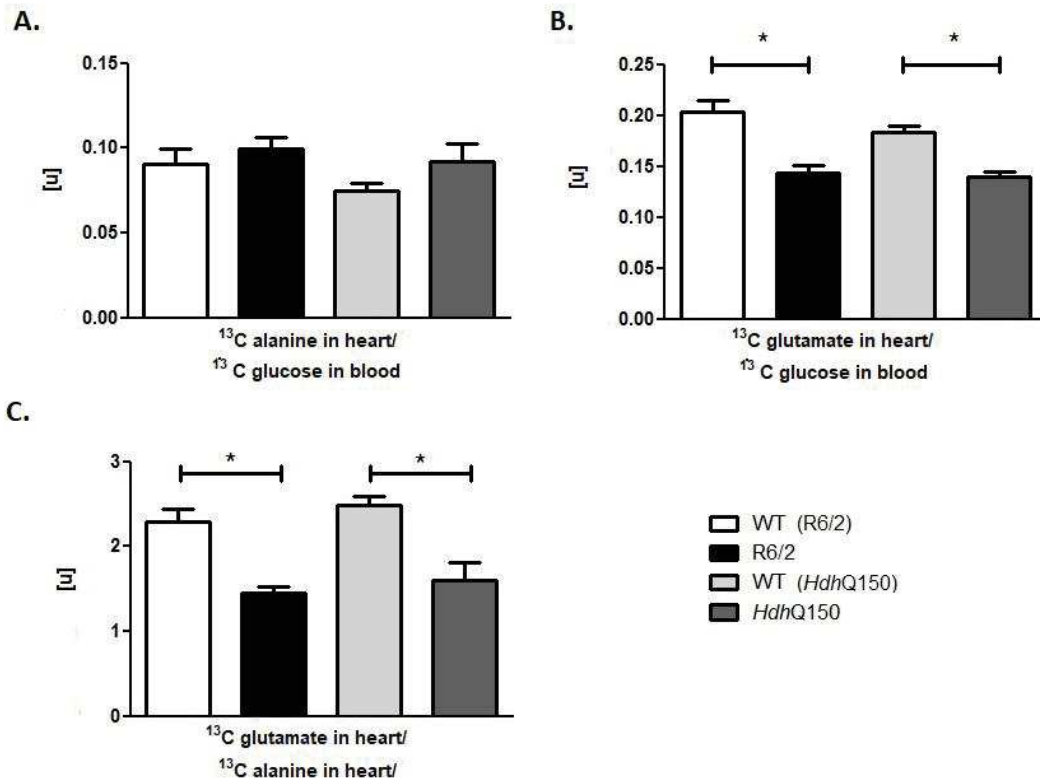 A.
0.15
0.10
0.05
0.00
[u]
¹³C alanine in heart/
¹³ C glucose in blood
B.
* *
0.25
0.20
0.15
0.10
0.05
0.00
[u]
¹³C glutamate in heart/
¹³ C glucose in blood
C.
* *
3
2
1
0
[u]
¹³C glutamate in heart/
¹³C alanine in heart/
WT (R6/2)
R6/2
WT (HdhQ150)
HdhQ150